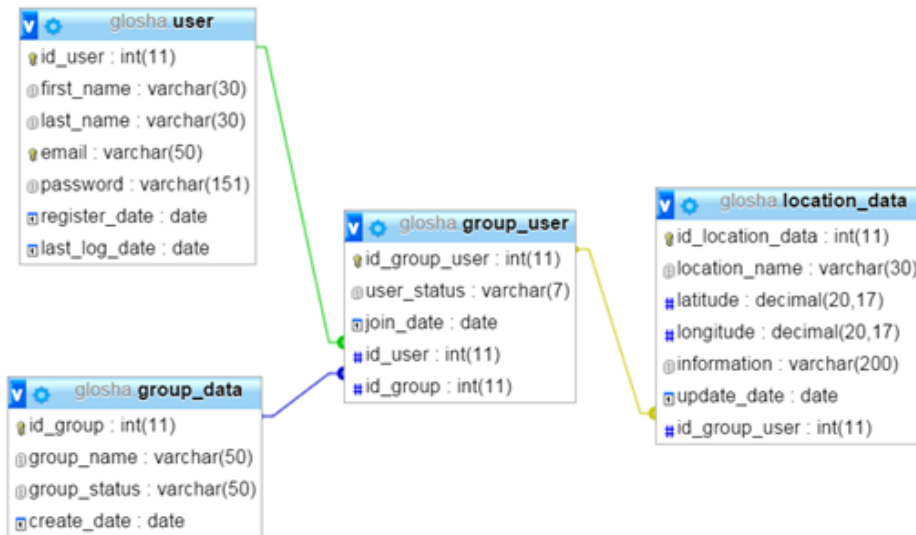 glosha user
id_user : int(11)
first_name : varchar(30)
last_name : varchar(30)
email : varchar(50)
password : varchar(151)
register_date : date
last_log_date : date
glosha group_data
id_group : int(11)
group_name : varchar(50)
group_status : varchar(50)
create_date : date
glosha group_user
id_group_user : int(11)
user_status : varchar(7)
join_date : date
id_user : int(11)
id_group : int(11)
glosha location_data
id_location_data : int(11)
location_name : varchar(30)
latitude : decimal(20,17)
longitude : decimal(20,17)
information : varchar(200)
update_date : date
id_group_user : int(11)